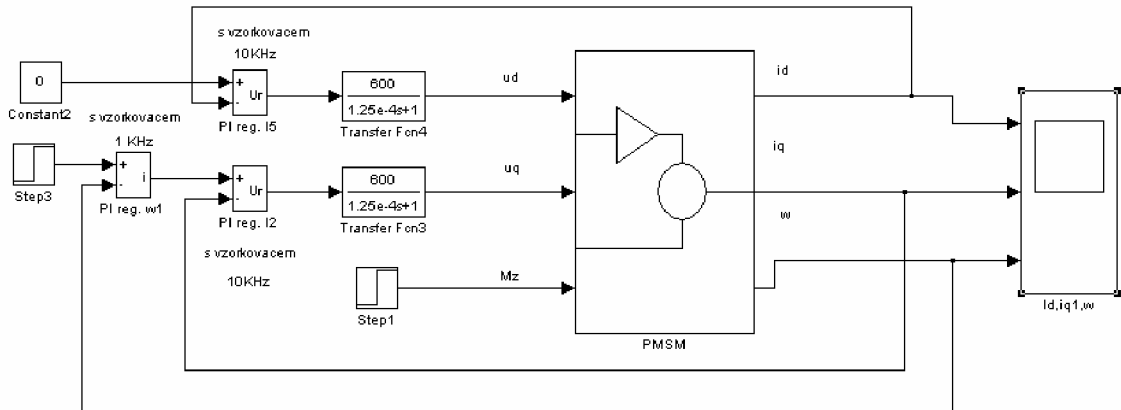 s vzorkovacem
10KHz
0
Constant2
+
-
Ur
PI reg. I5
600
1.25e-4s+1
Transfer Fcn4
ud
id
s vzorkovacem
1 KHz
Step3
+
-
i
PI reg. w1
+
-
Ur
PI reg. I2
600
1.25e-4s+1
Transfer Fcn3
uq
iq
w
s vzorkovacem
10KHz
Step1
Mz
PMSM
Id,iq1,w